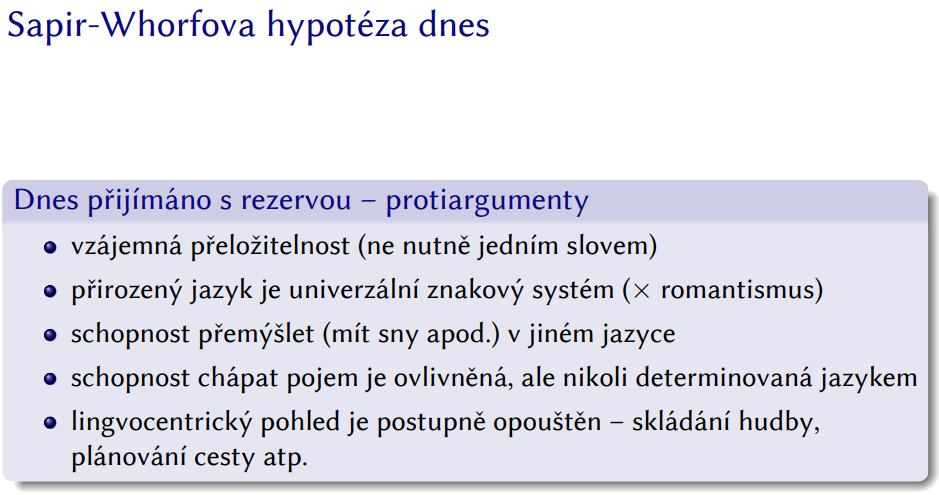 Sapir-Whorfova hypotéza dnes
Dnes přijímáno s rezervou – protiargumenty
vzájemná přeložitelnost (ne nutně jedním slovem)
přirozený jazyk je univerzální znakový systém (× romantismus)
schopnost přemýšlet (mít sny apod.) v jiném jazyce
schopnost chápat pojem je ovlivněná, ale nikoli determinovaná jazykem
lingvocentrický pohled je postupně opouštěn – skládání hudby,
plánování cesty atp.